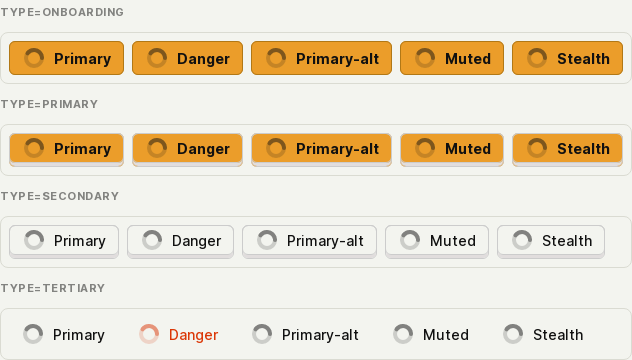 TYPE=ONBOARDING
Primary Danger Primary-alt Muted Stealth
TYPE=PRIMARY
Primary Danger Primary-alt Muted Stealth
TYPE=SECONDARY
Primary Danger Primary-alt Muted Stealth
TYPE=TERTIARY
Primary Danger Primary-alt Muted Stealth